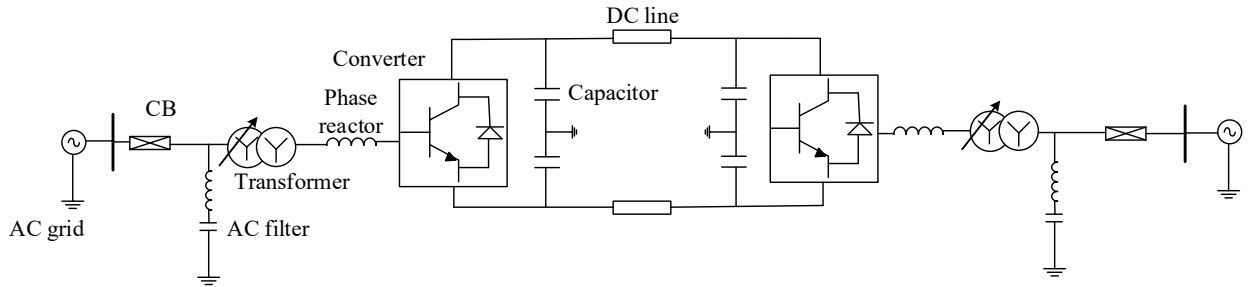 DC line
Converter
Capacitor
Phase
reactor
CB
Transformer
AC grid
AC filter